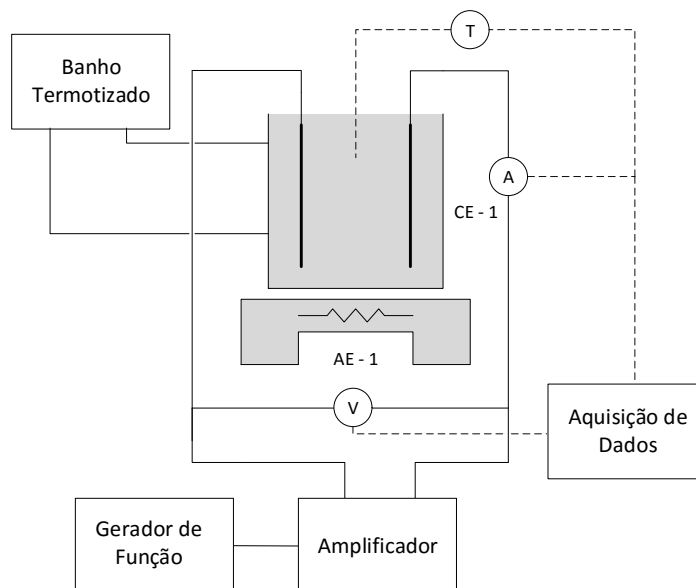 T
Banho
Termotizado
A
CE - 1
AE - 1
V
Aquisição de
Dados
Gerador de
Função
Amplificador